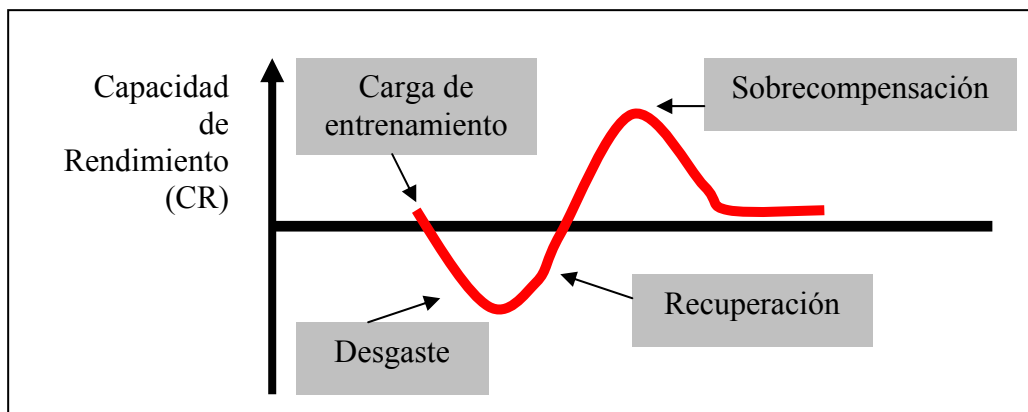 Capacidad
de
Rendimiento
(CR)
Carga de
entrenamiento
Sobrecompensación
Desgaste
Recuperación